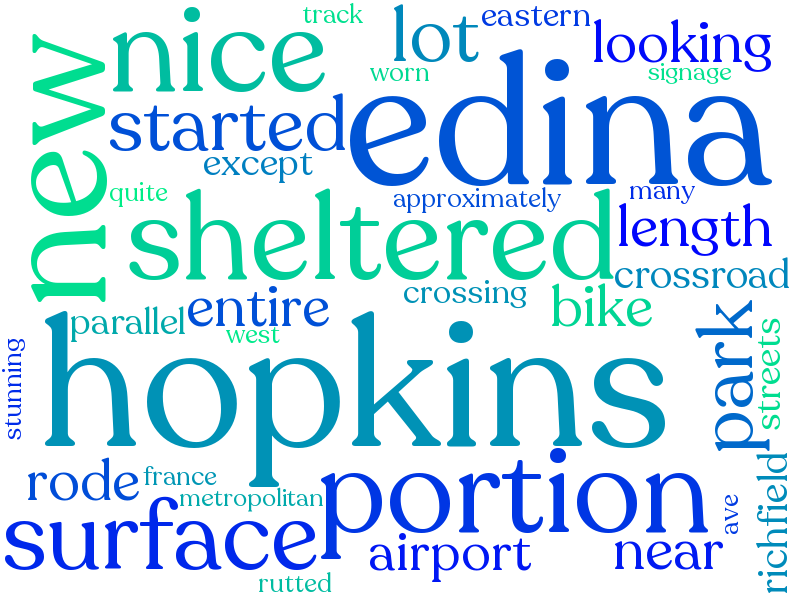 track
eastern
nice
lot
looking
worn
signage
new
started
edina
except
quite
approximately
many
sheltered
length
crossing
crossroad
entire
bike
parallel
west
hopkins
stunning
park
streets
rode
france
metropolitan
portion
richfield
surface
airport
near
ave
rutted